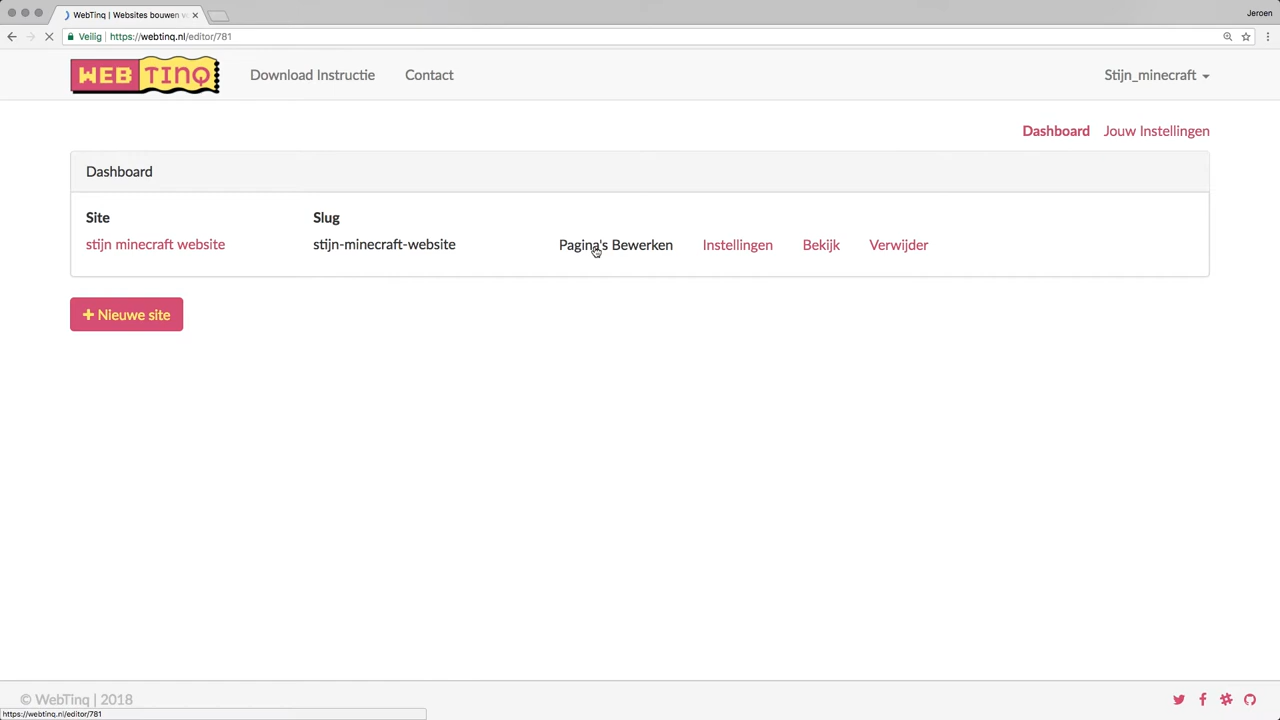 WebTinq | Websites bouwen v
Jeroen
Veilig https://webtinq.nl/editor/781
WEB TINQ Download Instructie Contact Stijn_minecraft
Dashboard Jouw Instellingen
Dashboard
Site Slug
stijn minecraft website stijn-minecraft-website Pagina's Bewerken Instellingen Bekijk Verwijder
+ Nieuwe site
© WebTinq | 2018
https://webtinq.nl/editor/781